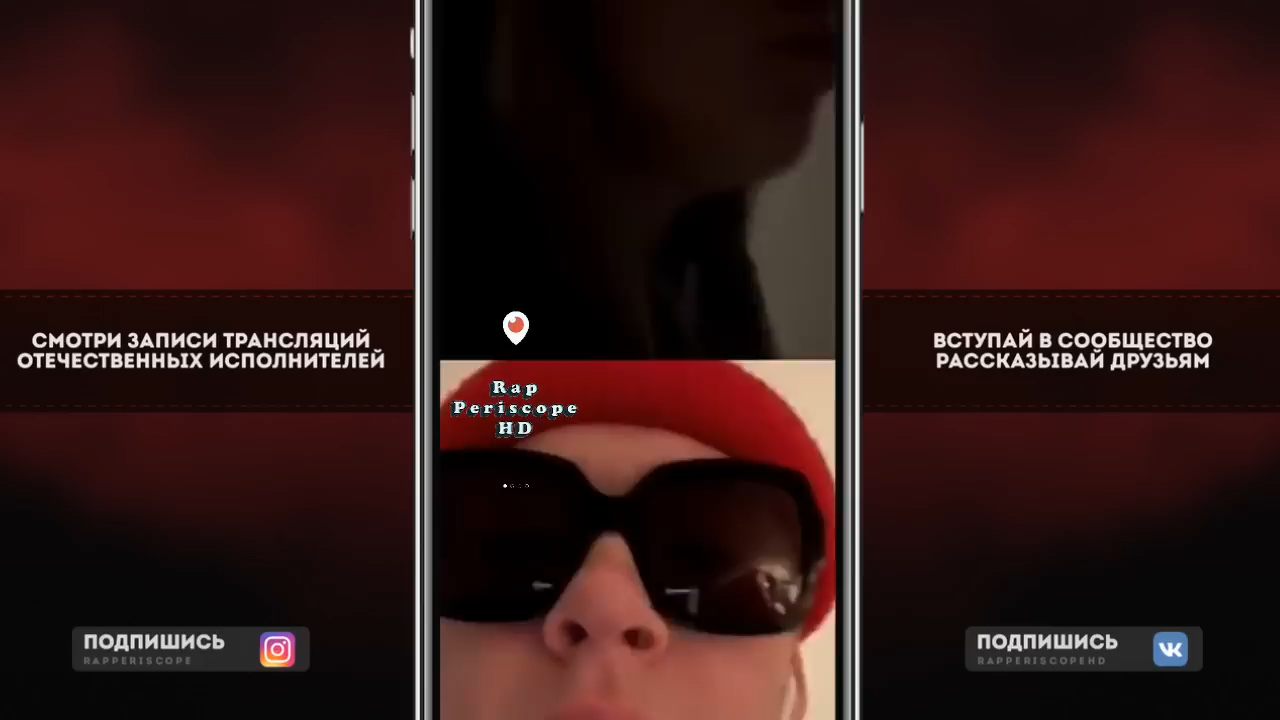 СМОТРИ ЗАПИСИ ТРАНСЛЯЦИЙ
ОТЕЧЕСТВЕННЫХ ИСПОЛНИТЕЛЕЙ
ПОДПИШИСЬ
RAPPERISCOPE
Rap
Periscope
HD
ВСТУПАЙ В СООБЩЕСТВО
РАССКАЗЫВАЙ ДРУЗЬЯМ
ПОДПИШИСЬ
RAPPERISCOPEHD